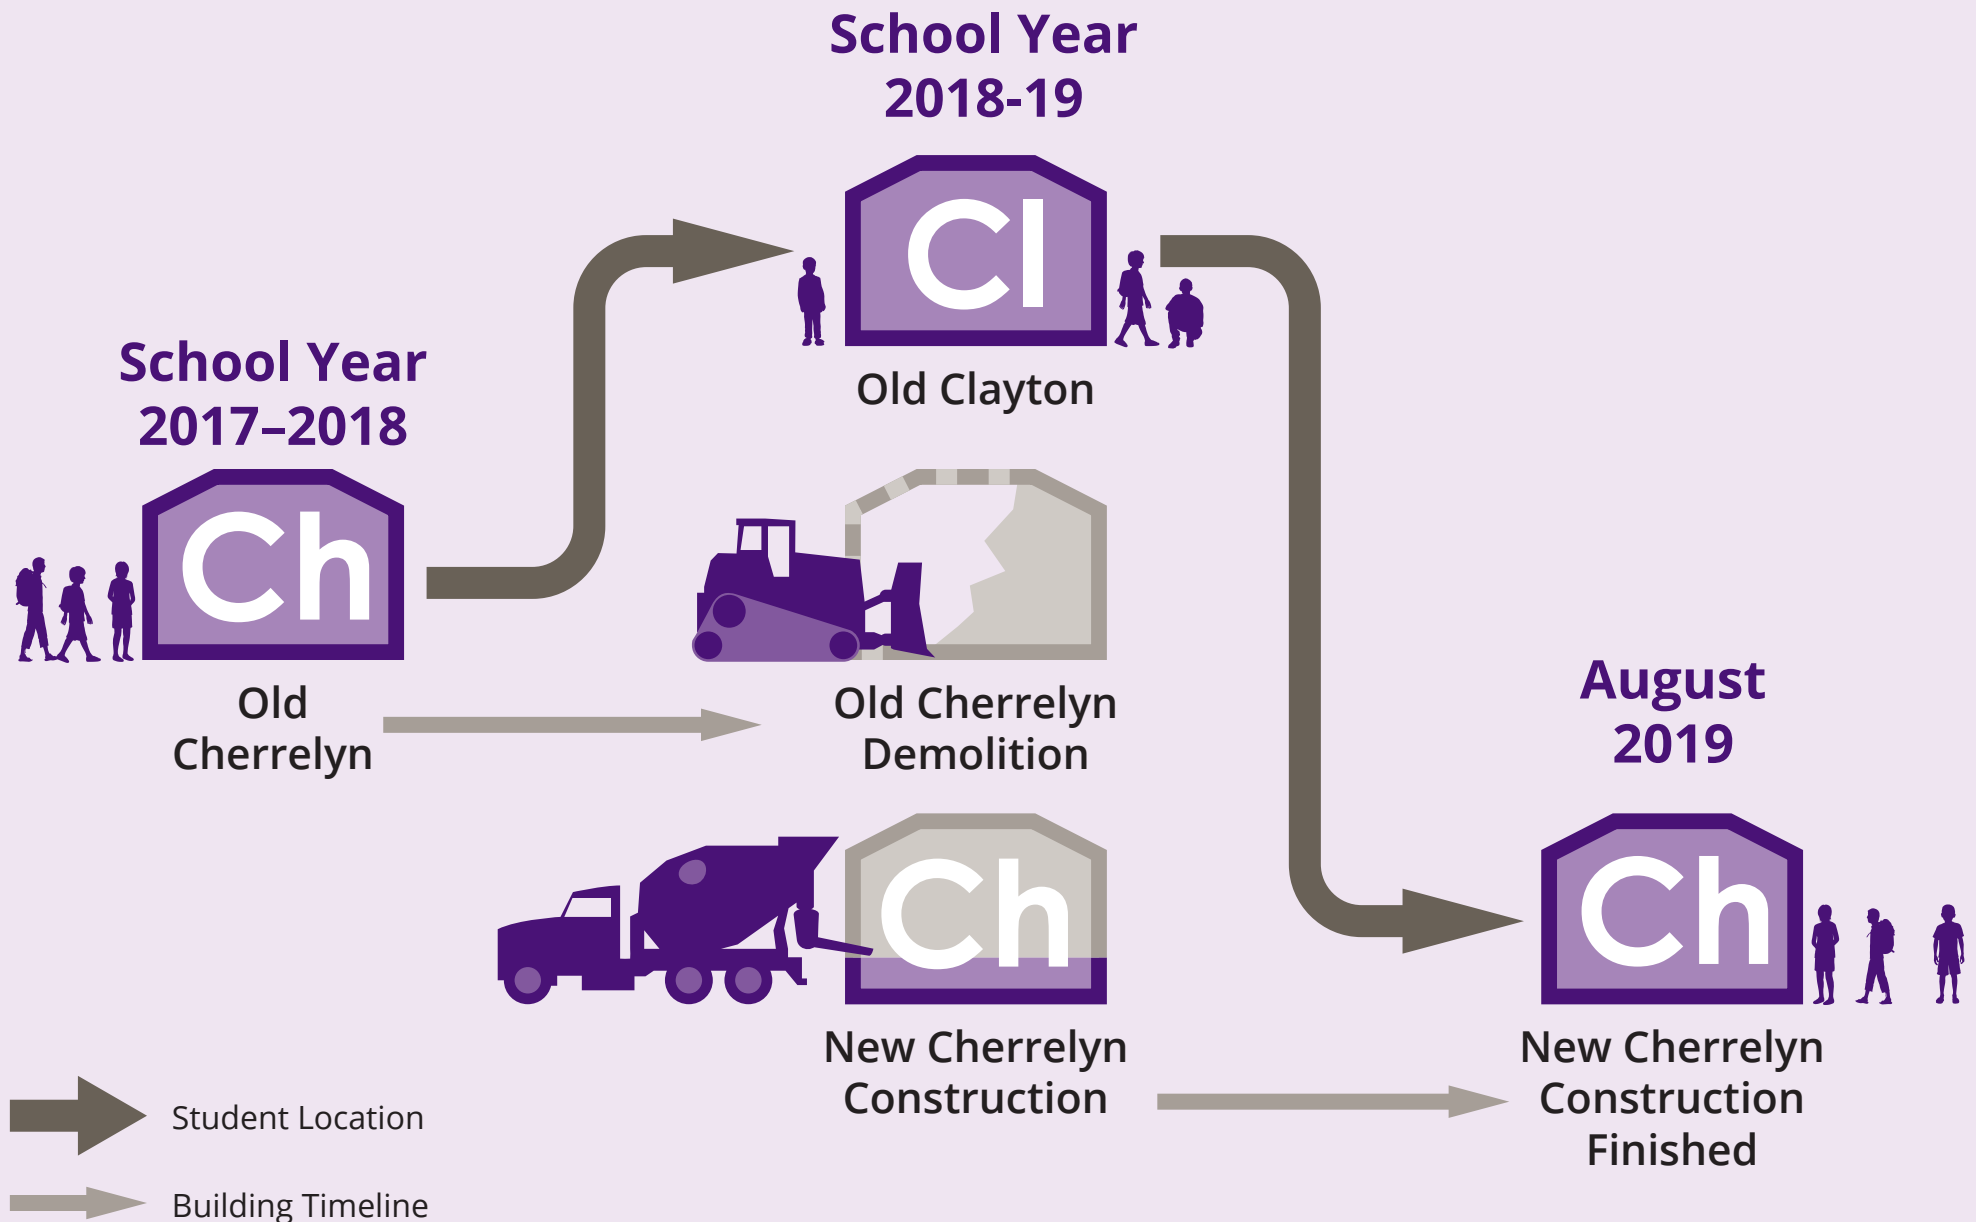 School Year
2018-19
Cl
Old Clayton
School Year
2017–2018
Ch
Old
Cherrelyn
Old Cherrelyn
Demolition
Ch
New Cherrelyn
Construction
August
2019
Ch
New Cherrelyn
Construction
Finished
Student Location
Building Timeline